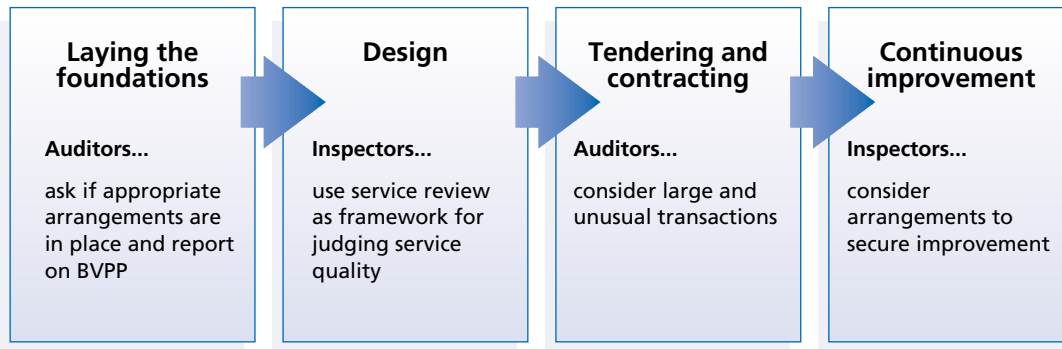 Laying the
foundations
Auditors...
ask if appropriate
arrangements are
in place and report
on BVPP
Design
Inspectors...
use service review
as framework for
judging service
quality
Tendering and
contracting
Auditors...
consider large and
unusual transactions
Continuous
improvement
Inspectors...
consider
arrangements to
secure improvement